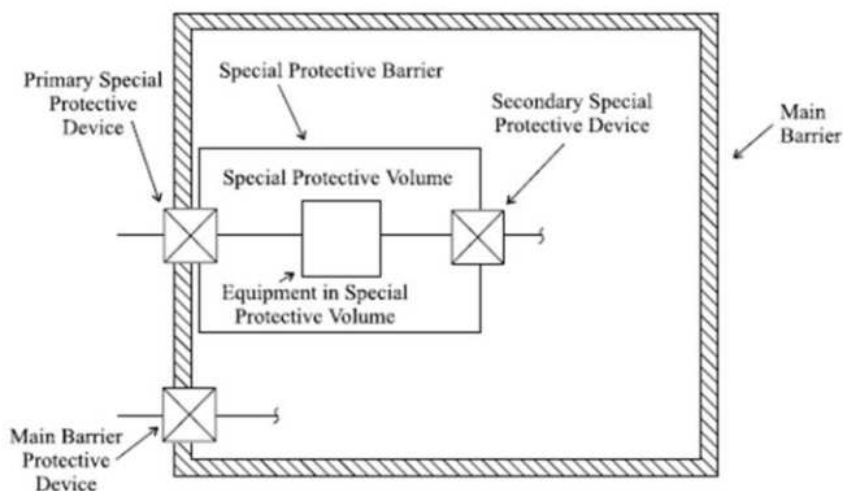 Primary Special
Protective
Device
Special Protective Barrier
Secondary Special
Protective Device
Main
Barrier
Special Protective Volume
Equipment in Special
Protective Volume
Main Barrier
Protective
Device